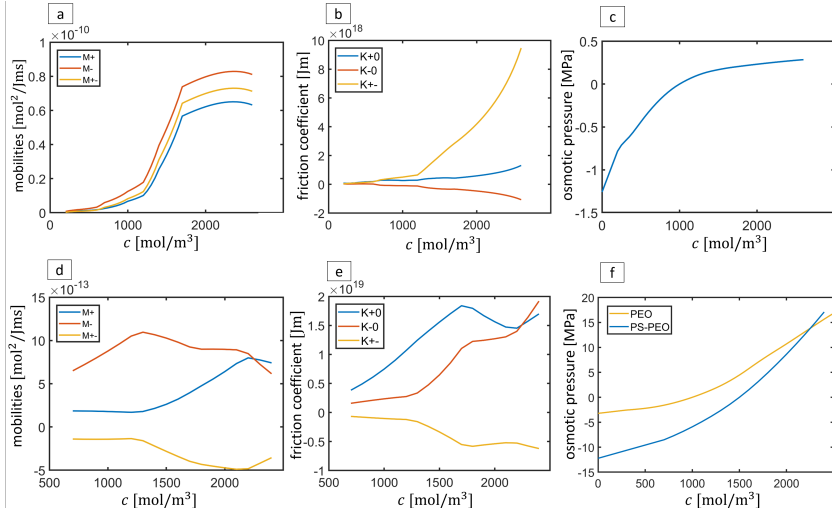 a
×10⁻¹⁰
mobilities [mol²/Jms]
1
0.8
0.6
0.4
0.2
0
M+
M-
M+-
1000
2000
c [mol/m³]
b
×10¹⁸
friction coefficient [Jm]
10
8
6
4
2
0
-2
K+0
K-0
K+-
0
1000
2000
c [mol/m³]
c
osmotic pressure [MPa]
0.5
0
-0.5
-1
-1.5
0
1000
2000
c [mol/m³]
d
×10⁻¹³
mobilities [mol²/Jms]
15
10
5
0
-5
M+
M-
M+-
500
1000
1500
2000
c [mol/m³]
e
×10¹⁹
friction coefficient [Jm]
2
1.5
1
0.5
0
-0.5
-1
K+0
K-0
K+-
500
1000
1500
2000
c [mol/m³]
f
osmotic pressure [MPa]
20
15
10
5
0
-5
-10
-15
PEO
PS-PEO
0
500
1000
1500
2000
c [mol/m³]